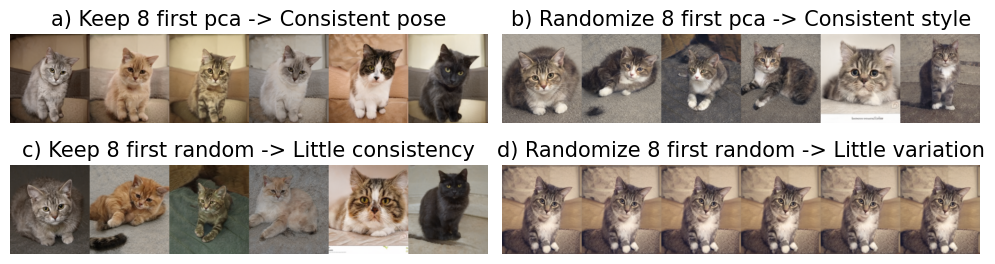 a) Keep 8 first pca -> Consistent pose
b) Randomize 8 first pca -> Consistent style
c) Keep 8 first random -> Little consistency
d) Randomize 8 first random -> Little variation